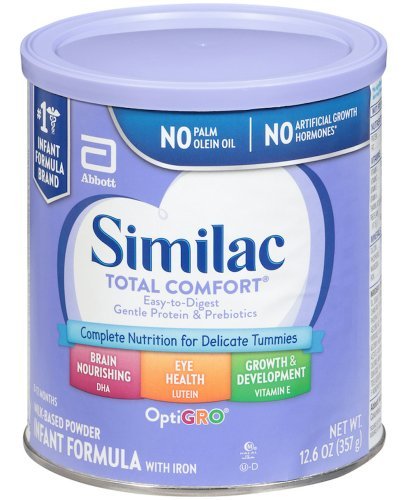 #1
INFANT
FORMULA
BRAND
Abbott
NO PALM OLEIN OIL
NO ARTIFICIAL GROWTH HORMONES*
Similac
TOTAL COMFORT®
Easy-to-Digest
Gentle Protein & Prebiotics
Complete Nutrition for Delicate Tummies
BRAIN NOURISHING DHA
EYE HEALTH LUTEIN
GROWTH & DEVELOPMENT VITAMIN E
OptiGRO®
MONTHS
MILK-BASED POWDER
INFANT FORMULA WITH IRON
U-D
NET WT.
12.6 OZ (357 g)